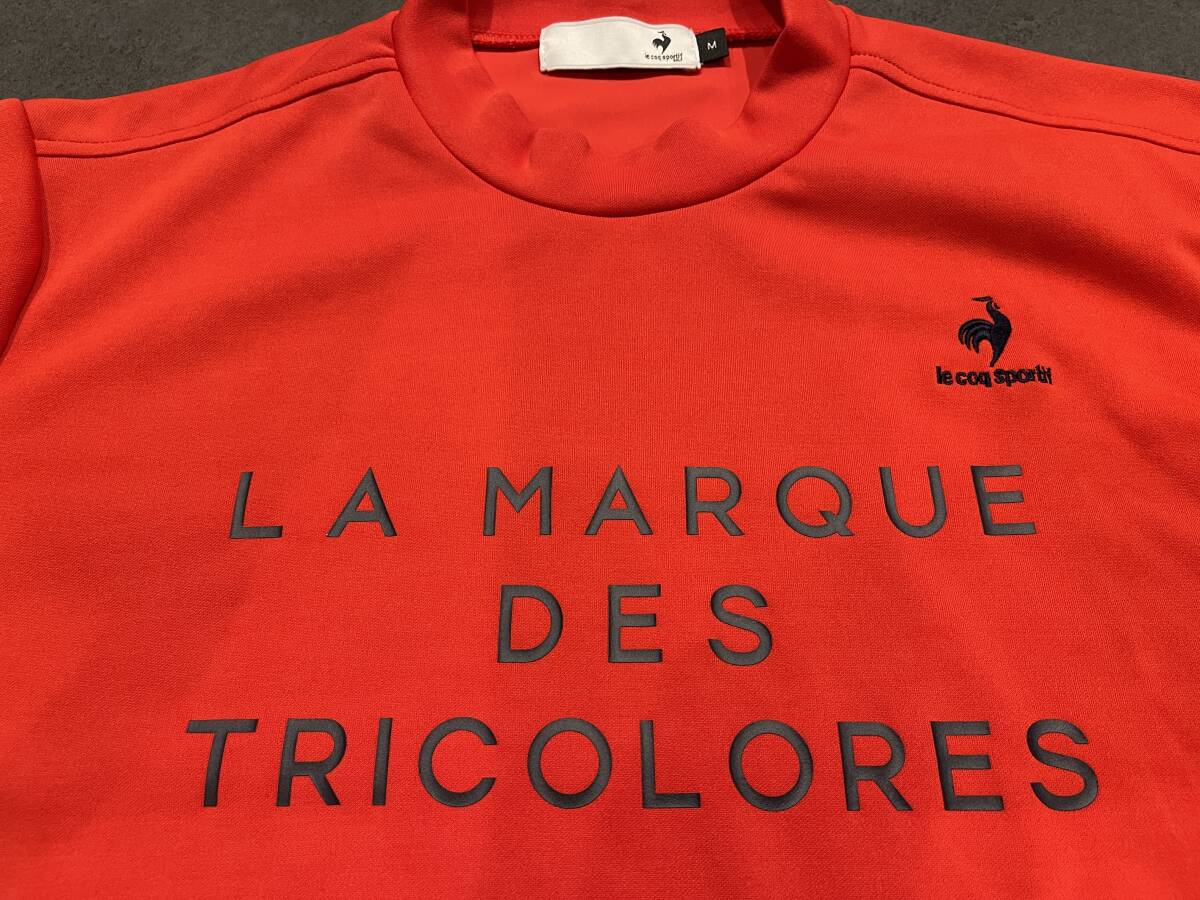 le coq sportif
M
le coq sportif
LA MARQUE
DES
TRICOLORES